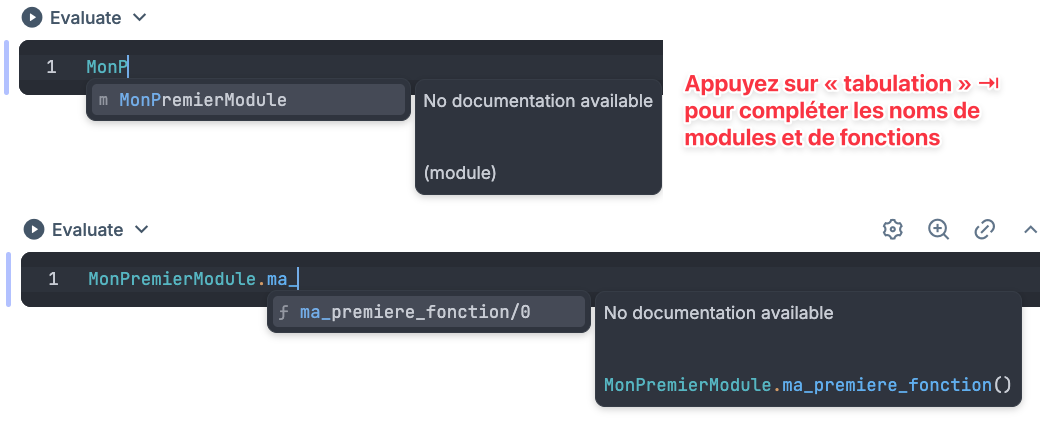 Evaluate
1 MonP
m MonPremierModule
No documentation available
(module)
Appuyez sur « tabulation » ⇥
pour compléter les noms de
modules et de fonctions
Evaluate
1 MonPremierModule.ma_
ƒ ma_premiere_fonction/0
No documentation available
MonPremierModule.ma_premiere_fonction()